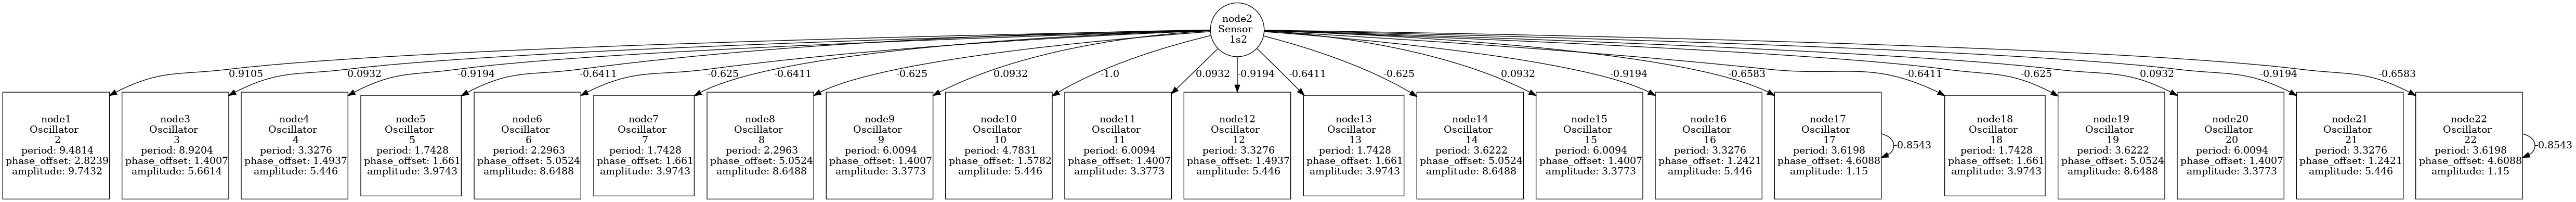 node2
Sensor
1s2
0.9105
0.0932
-0.9194
-0.6411
-0.625
-0.6411
-0.625
0.0932
-1.0
0.0932
-0.9194
-0.6411
-0.625
0.0932
-0.9194
-0.6583
-0.6411
-0.625
0.0932
-0.9194
-0.6583
node1
Oscillator
2
period: 9.4814
phase_offset: 2.8239
amplitude: 9.7432
node3
Oscillator
3
period: 8.9204
phase_offset: 1.4007
amplitude: 5.6614
node4
Oscillator
4
period: 3.3276
phase_offset: 1.4937
amplitude: 5.446
node5
Oscillator
5
period: 1.7428
phase_offset: 1.661
amplitude: 3.9743
node6
Oscillator
6
period: 2.2963
phase_offset: 5.0524
amplitude: 8.6488
node7
Oscillator
7
period: 1.7428
phase_offset: 1.661
amplitude: 3.9743
node8
Oscillator
8
period: 2.2963
phase_offset: 5.0524
amplitude: 8.6488
node9
Oscillator
9
period: 6.0094
phase_offset: 1.4007
amplitude: 3.3773
node10
Oscillator
10
period: 4.7831
phase_offset: 1.5782
amplitude: 5.446
node11
Oscillator
11
period: 6.0094
phase_offset: 1.4007
amplitude: 3.3773
node12
Oscillator
12
period: 3.3276
phase_offset: 1.4937
amplitude: 5.446
node13
Oscillator
13
period: 1.7428
phase_offset: 1.661
amplitude: 3.9743
node14
Oscillator
14
period: 3.6222
phase_offset: 5.0524
amplitude: 8.6488
node15
Oscillator
15
period: 6.0094
phase_offset: 1.4007
amplitude: 3.3773
node16
Oscillator
16
period: 3.3276
phase_offset: 1.2421
amplitude: 5.446
node17
Oscillator
17
period: 3.6198
phase_offset: 4.6088
amplitude: 1.15
-0.8543
node18
Oscillator
18
period: 1.7428
phase_offset: 1.661
amplitude: 3.9743
node19
Oscillator
19
period: 3.6222
phase_offset: 5.0524
amplitude: 8.6488
node20
Oscillator
20
period: 6.0094
phase_offset: 1.4007
amplitude: 3.3773
node21
Oscillator
21
period: 3.3276
phase_offset: 1.2421
amplitude: 5.446
node22
Oscillator
22
period: 3.6198
phase_offset: 4.6088
amplitude: 1.15
-0.8543